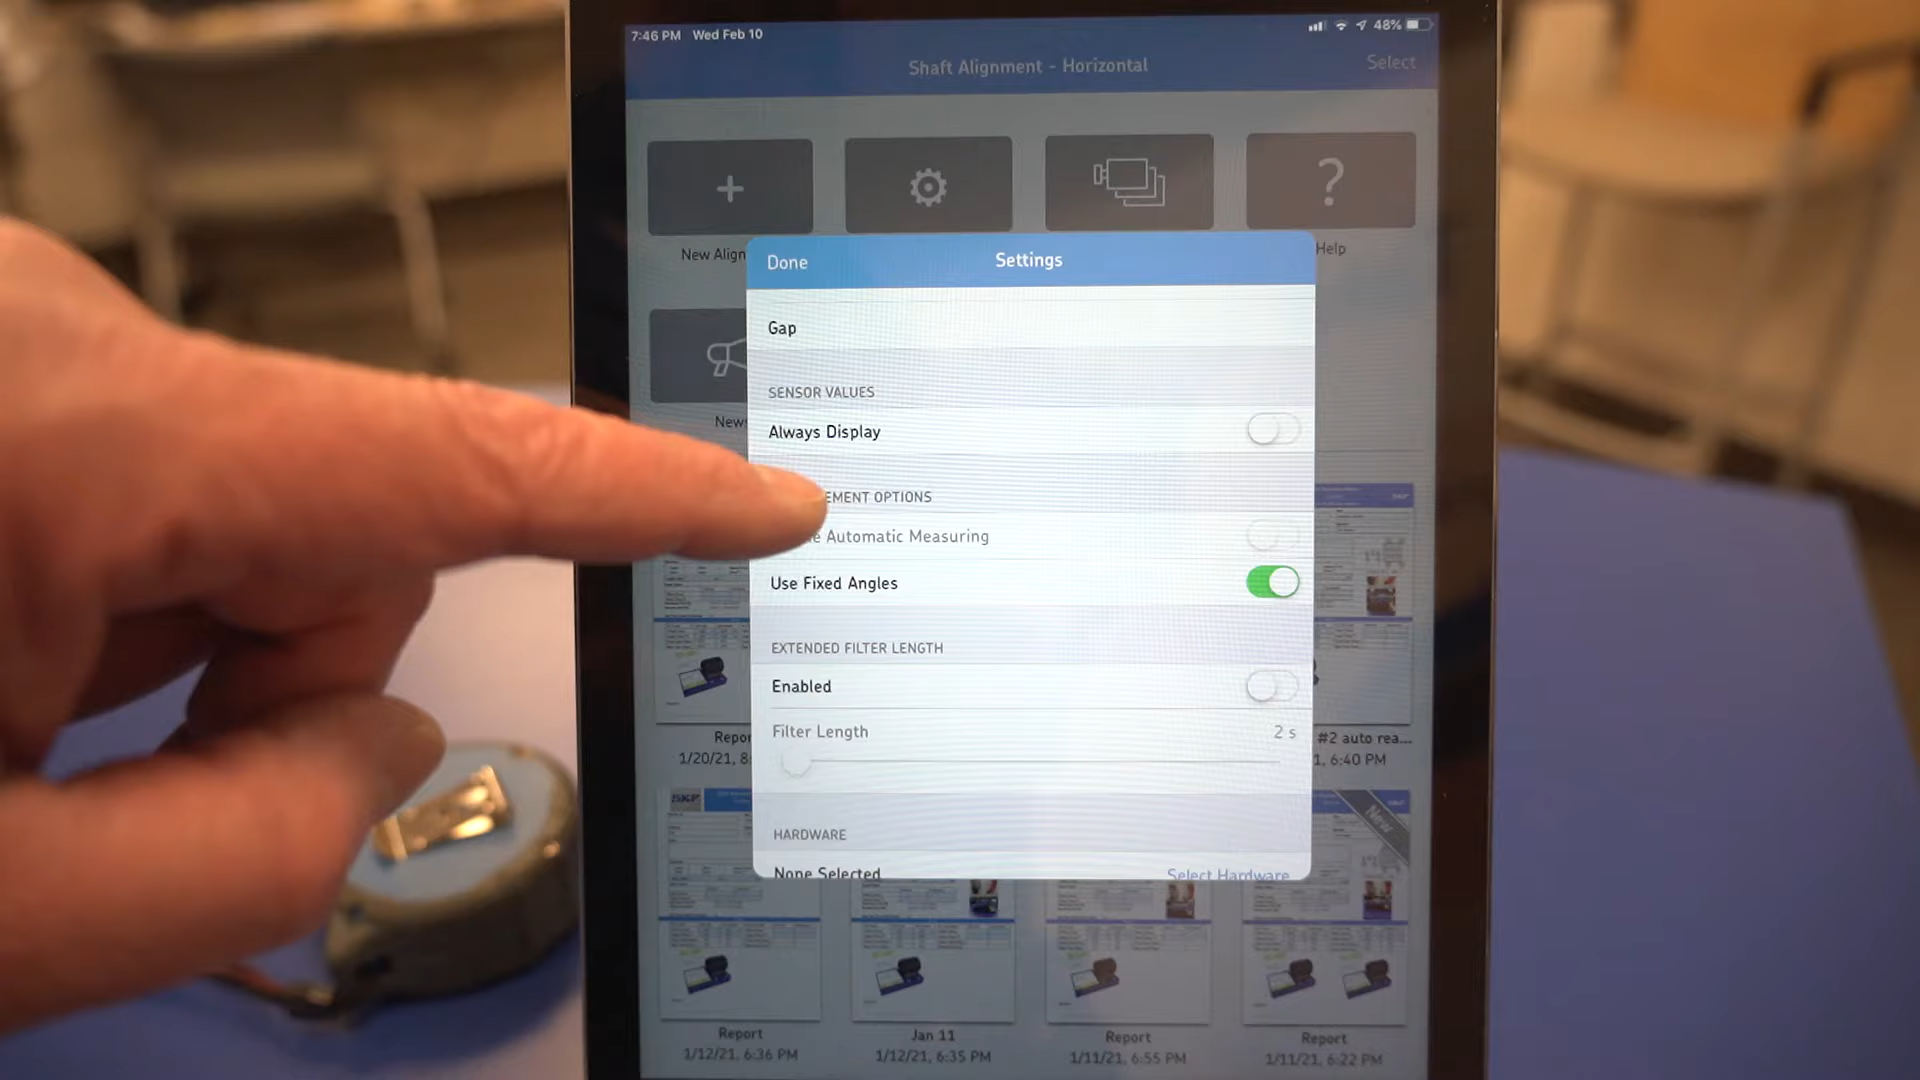 7:46 PM Wed Feb 10
48%
Shaft Alignment - Horizontal
Select
New Align
Help
Done
Settings
Gap
SENSOR VALUES
Always Display
EMENT OPTIONS
e Automatic Measuring
Use Fixed Angles
EXTENDED FILTER LENGTH
Enabled
Filter Length
2 s
HARDWARE
None Selected
Select Hardware
News
Repor
1/20/21, 8:
#2 auto rea...
1, 6:40 PM
SKF
New
Report
1/12/21, 6:36 PM
Jan 11
1/12/21, 6:35 PM
Report
1/11/21, 6:55 PM
Report
1/11/21, 6:22 PM